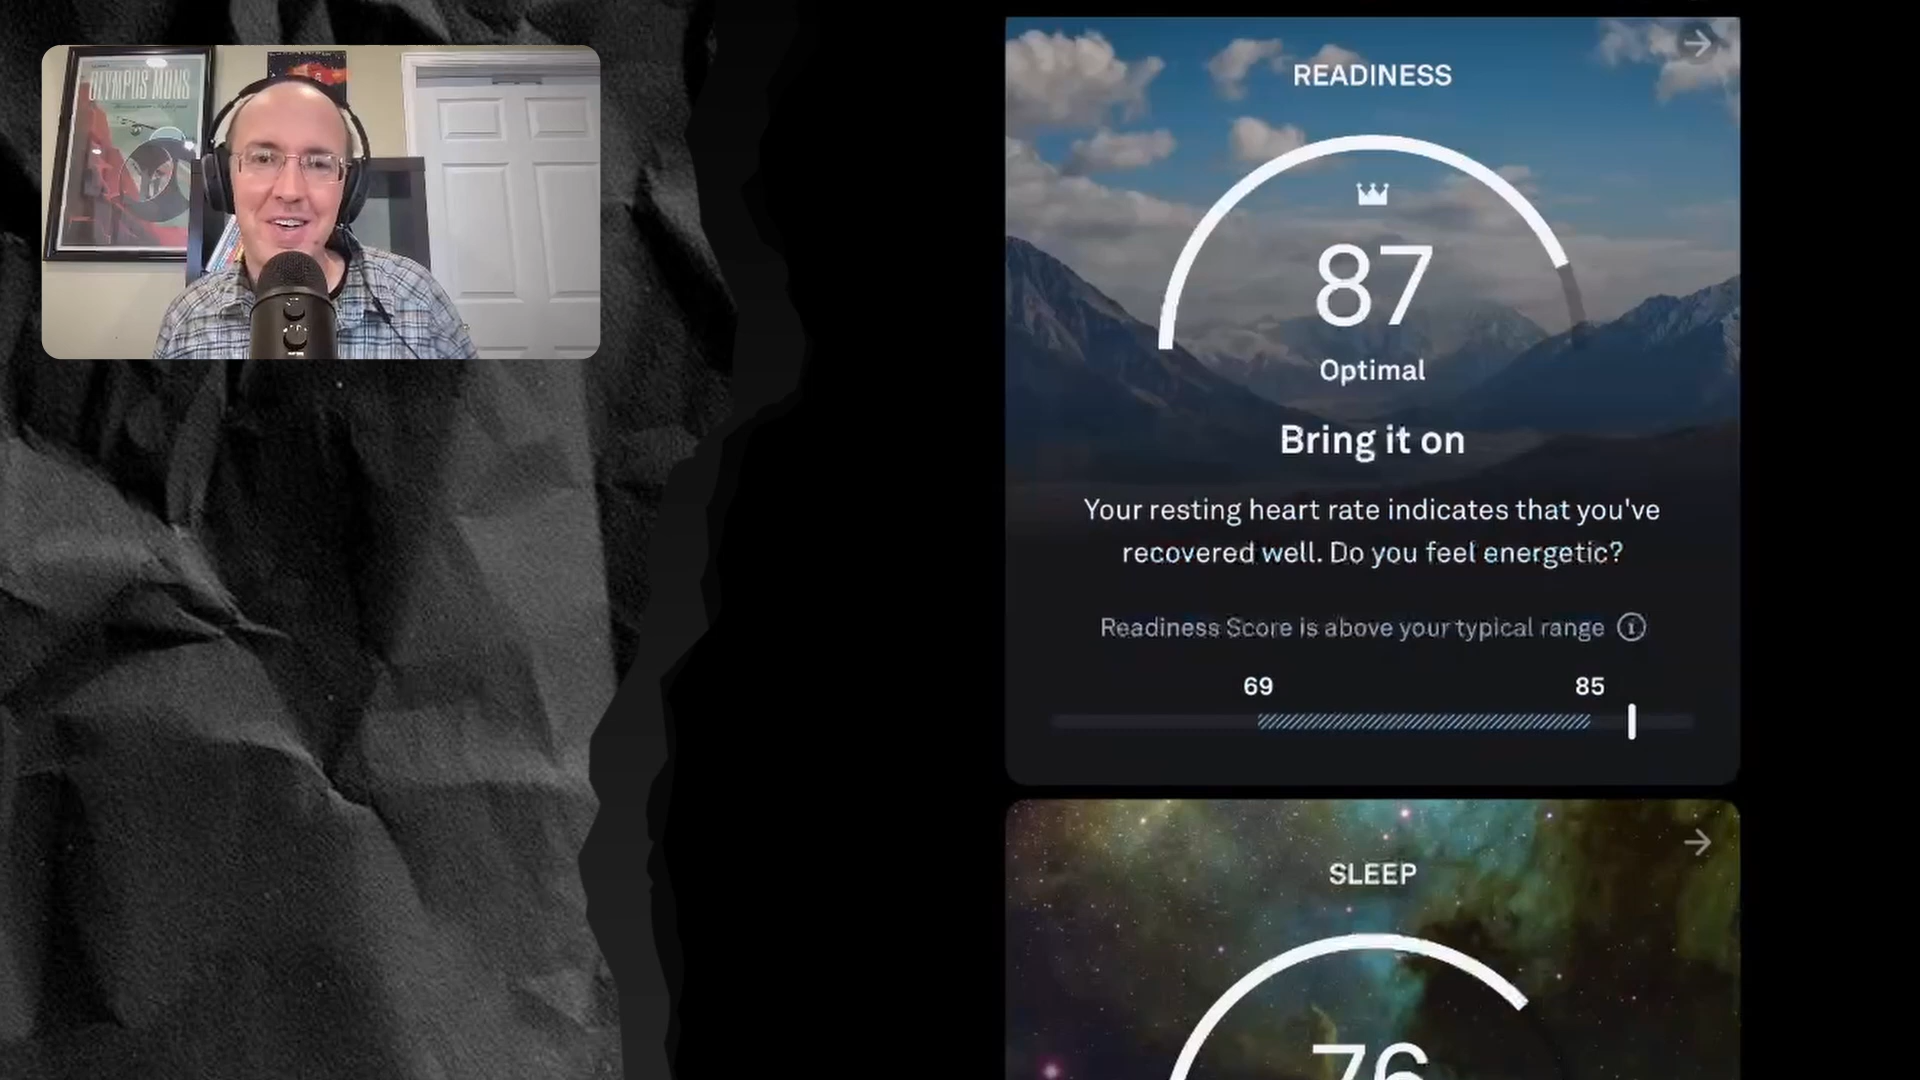 OLYMPUS MONS
READINESS
87
Optimal
Bring it on
Your resting heart rate indicates that you've
recovered well. Do you feel energetic?
Readiness Score is above your typical range
69 85
SLEEP
76